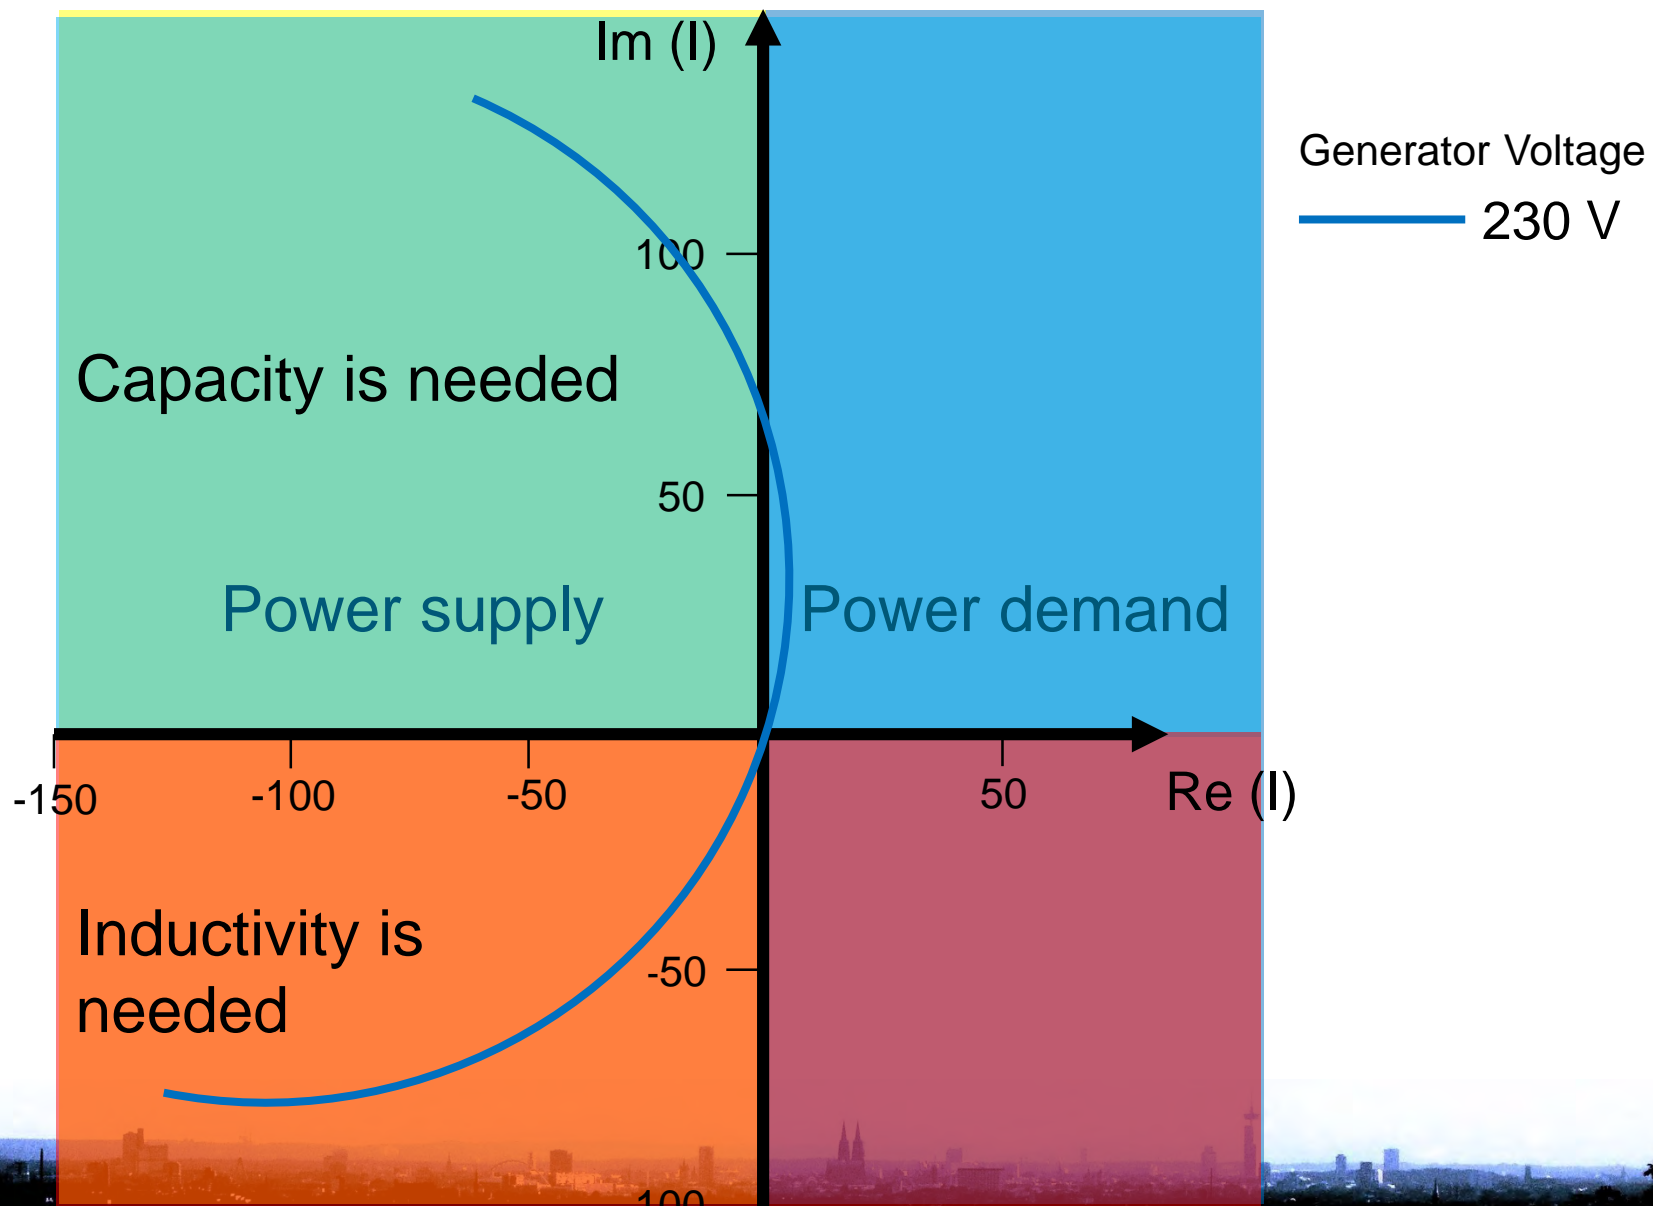 Im (I)
Generator Voltage
230 V
100
Capacity is needed
50
Power supply
Power demand
-150
-100
-50
50
Re (I)
Inductivity is
needed
-50
100